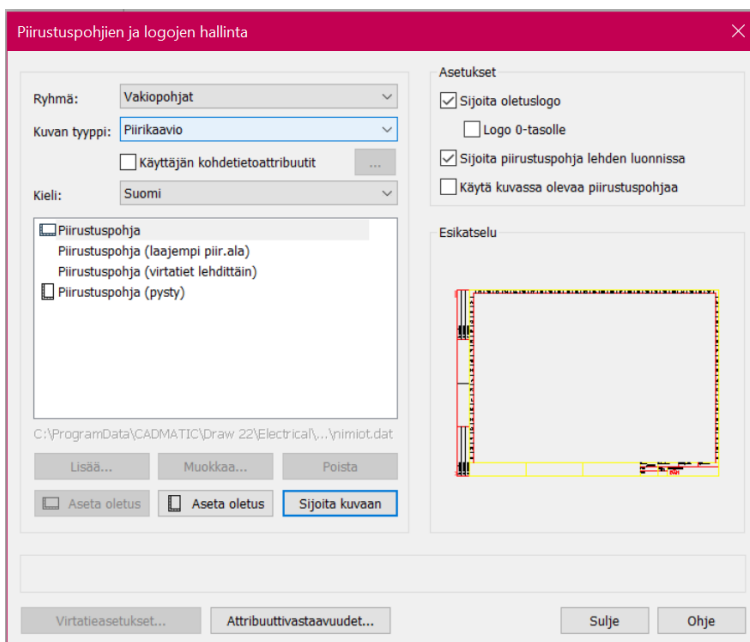 Piirustuspohjien ja logojen hallinta
Ryhmä: Vakiopohjat
Kuvan tyyppi: Piirikaavio
Käyttäjän kohdetietoattribuutit ...
Kieli: Suomi
Piirustuspohja
Piirustuspohja (laajempi piir.ala)
Piirustuspohja (virtatiet lehdittäin)
Piirustuspohja (pysty)
C:\ProgramData\CADMATIC\Draw 22\Electrical\...\nimiot.dat
Lisää... Muokkaa... Poista
Aseta oletus Aseta oletus Sijoita kuvaan
Asetukset
Sijoita oletuslogo
Logo 0-tasolle
Sijoita piirustuspohja lehden luonnissa
Käytä kuvassa olevaa piirustuspohjaa
Esikatselu
Virtatieasetukset... Attribuuttivastaavuudet... Sulje Ohje